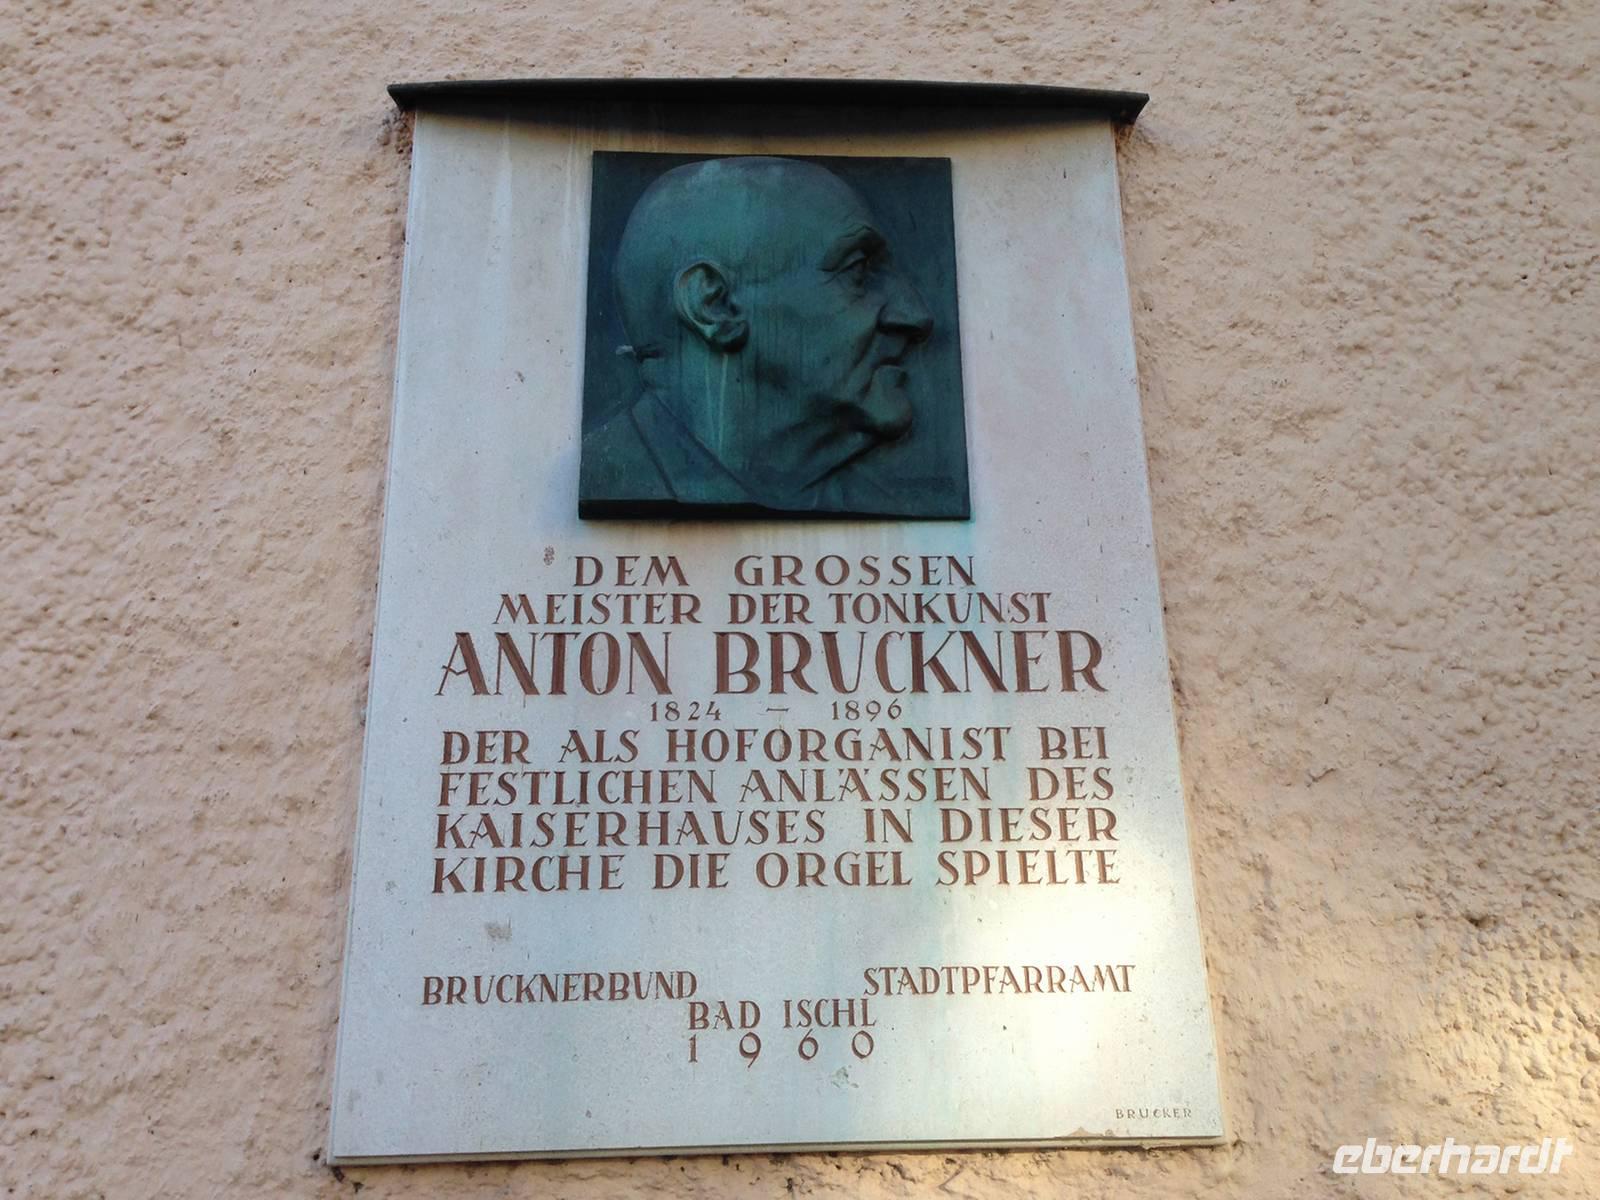 DEM GROSSEN
MEISTER DER TONKUNST
ANTON BRUCKNER
1824 — 1896
DER ALS HOFORGANIST BEI
FESTLICHEN ANLÄSSEN DES
KAISERHAUSES IN DIESER
KIRCHE DIE ORGEL SPIELTE
BRUCKNERBUND STADTPFARRAMT
BAD ISCHL
1960
BRUCKER
eberhardt